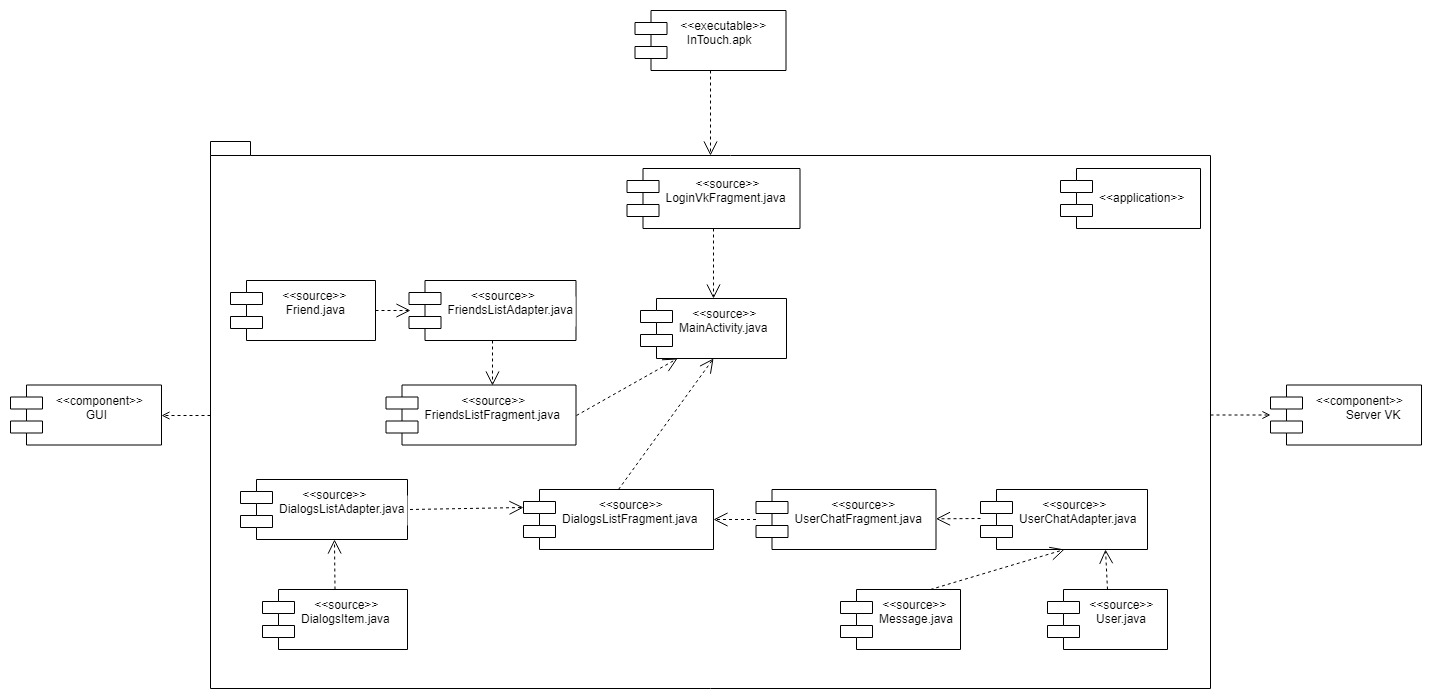 <<executable>>
InTouch.apk
<<source>>
LoginVkFragment.java
<<application>>
<<source>>
Friend.java
<<source>>
FriendsListAdapter.java
<<source>>
MainActivity.java
<<component>>
GUI
<<source>>
FriendsListFragment.java
<<component>>
Server VK
<<source>>
DialogsListAdapter.java
<<source>>
DialogsListFragment.java
<<source>>
UserChatFragment.java
<<source>>
UserChatAdapter.java
<<source>>
DialogsItem.java
<<source>>
Message.java
<<source>>
User.java